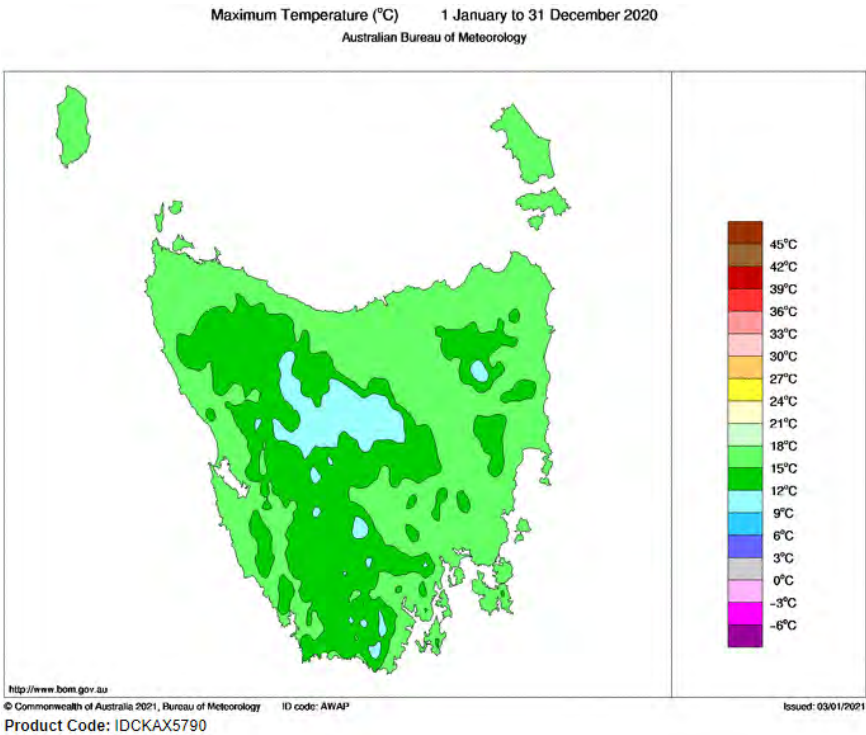 Maximum Temperature (°C) 1 January to 31 December 2020
Australian Bureau of Meteorology
45°C
42°C
39°C
36°C
33°C
30°C
27°C
24°C
21°C
18°C
15°C
12°C
9°C
6°C
3°C
0°C
-3°C
-6°C
http://www.bom.gov.au
© Commonwealth of Australia 2021, Bureau of Meteorology ID code: AWAP Issued: 03/01/2021
Product Code: IDCKAX5790